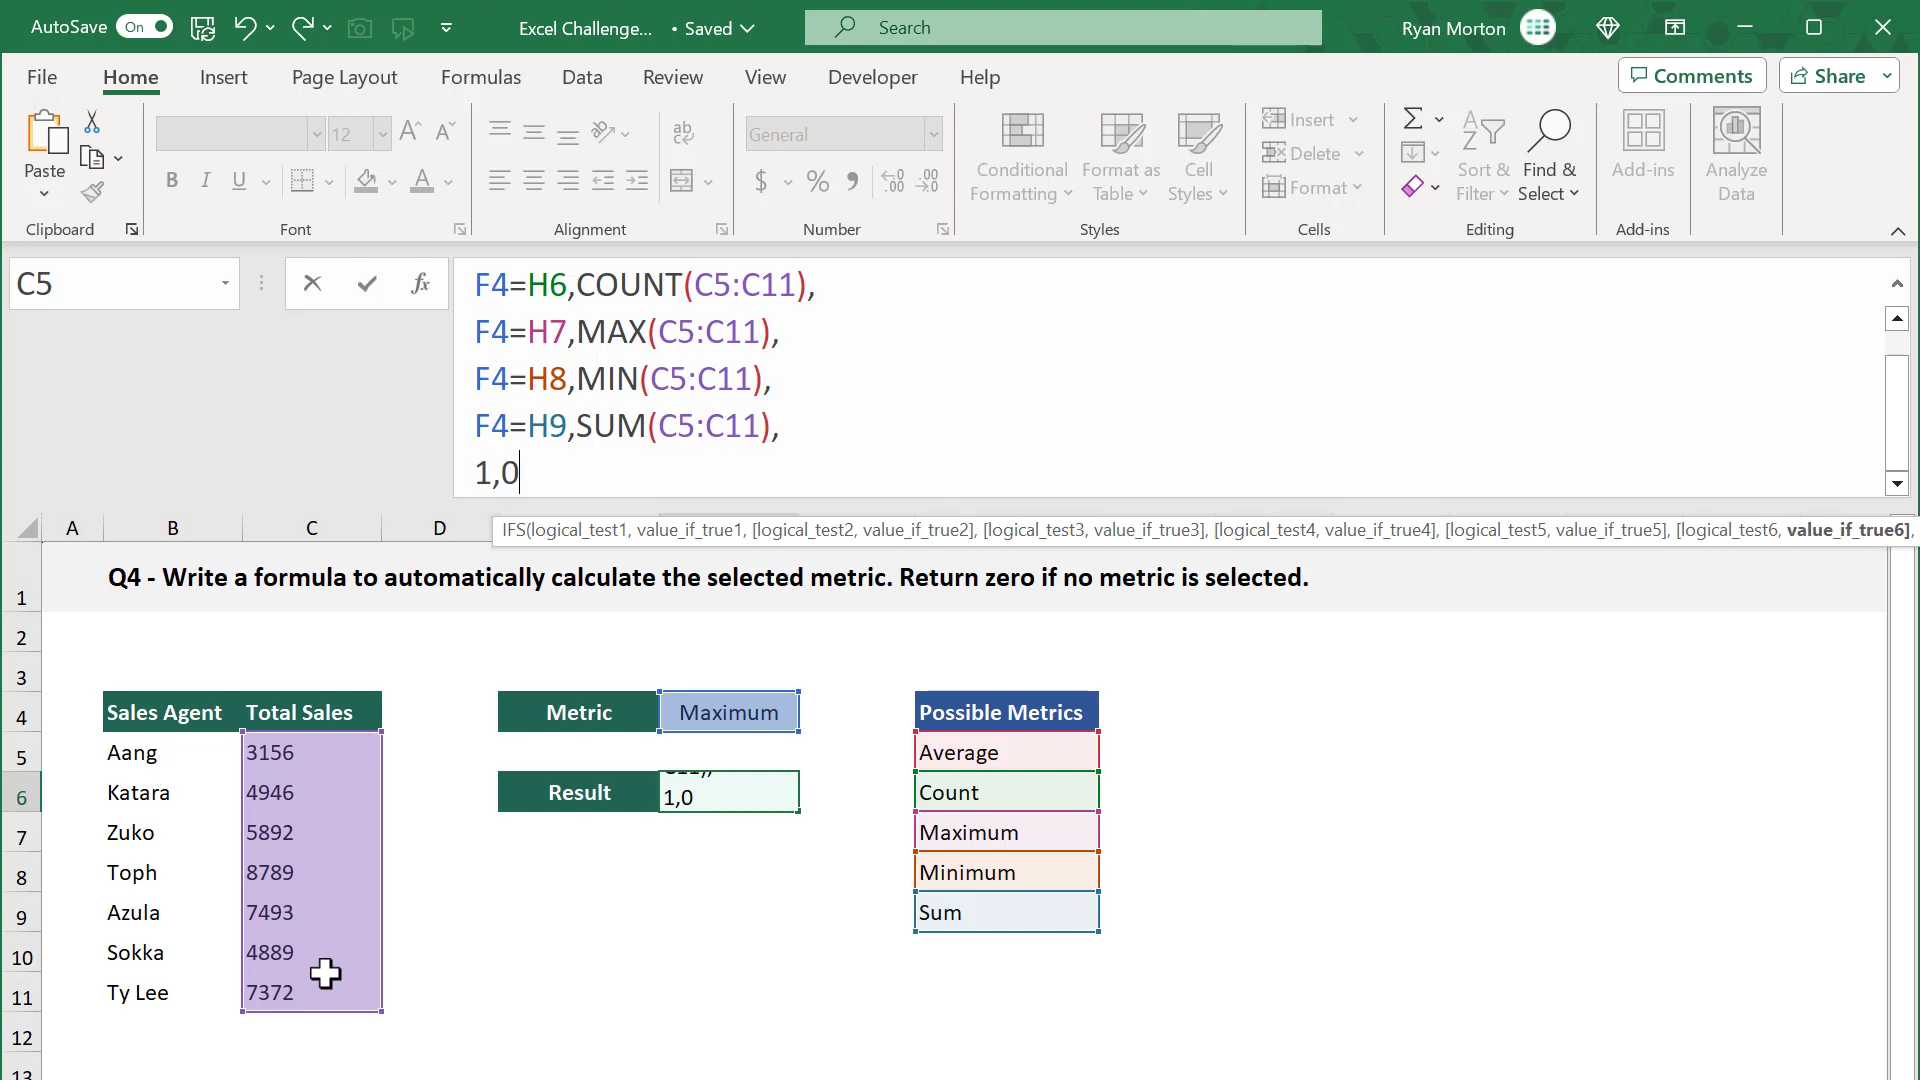 AutoSave On Excel Challenge... • Saved Search Ryan Morton
File Home Insert Page Layout Formulas Data Review View Developer Help Comments Share
Paste
12
General
ab
B I U A $ % 9
Conditional Formatting
Format as Table
Cell Styles
Insert
Delete
Format
Sort & Filter
Find & Select
Add-ins
Analyze Data
Clipboard Font Alignment Number Styles Cells Editing Add-ins
C5 fx
F4=H6,COUNT(C5:C11),
F4=H7,MAX(C5:C11),
F4=H8,MIN(C5:C11),
F4=H9,SUM(C5:C11),
1,0
IFS(logical_test1, value_if_true1, [logical_test2, value_if_true2], [logical_test3, value_if_true3], [logical_test4, value_if_true4], [logical_test5, value_if_true5], [logical_test6, value_if_true6],
A B C D
1 Q4 - Write a formula to automatically calculate the selected metric. Return zero if no metric is selected.
2
3
4 Sales Agent Total Sales Metric Maximum Possible Metrics
5 Aang 3156 Average
6 Katara 4946 Result 1,0 Count
7 Zuko 5892 Maximum
8 Toph 8789 Minimum
9 Azula 7493 Sum
10 Sokka 4889
11 Ty Lee 7372
12
13